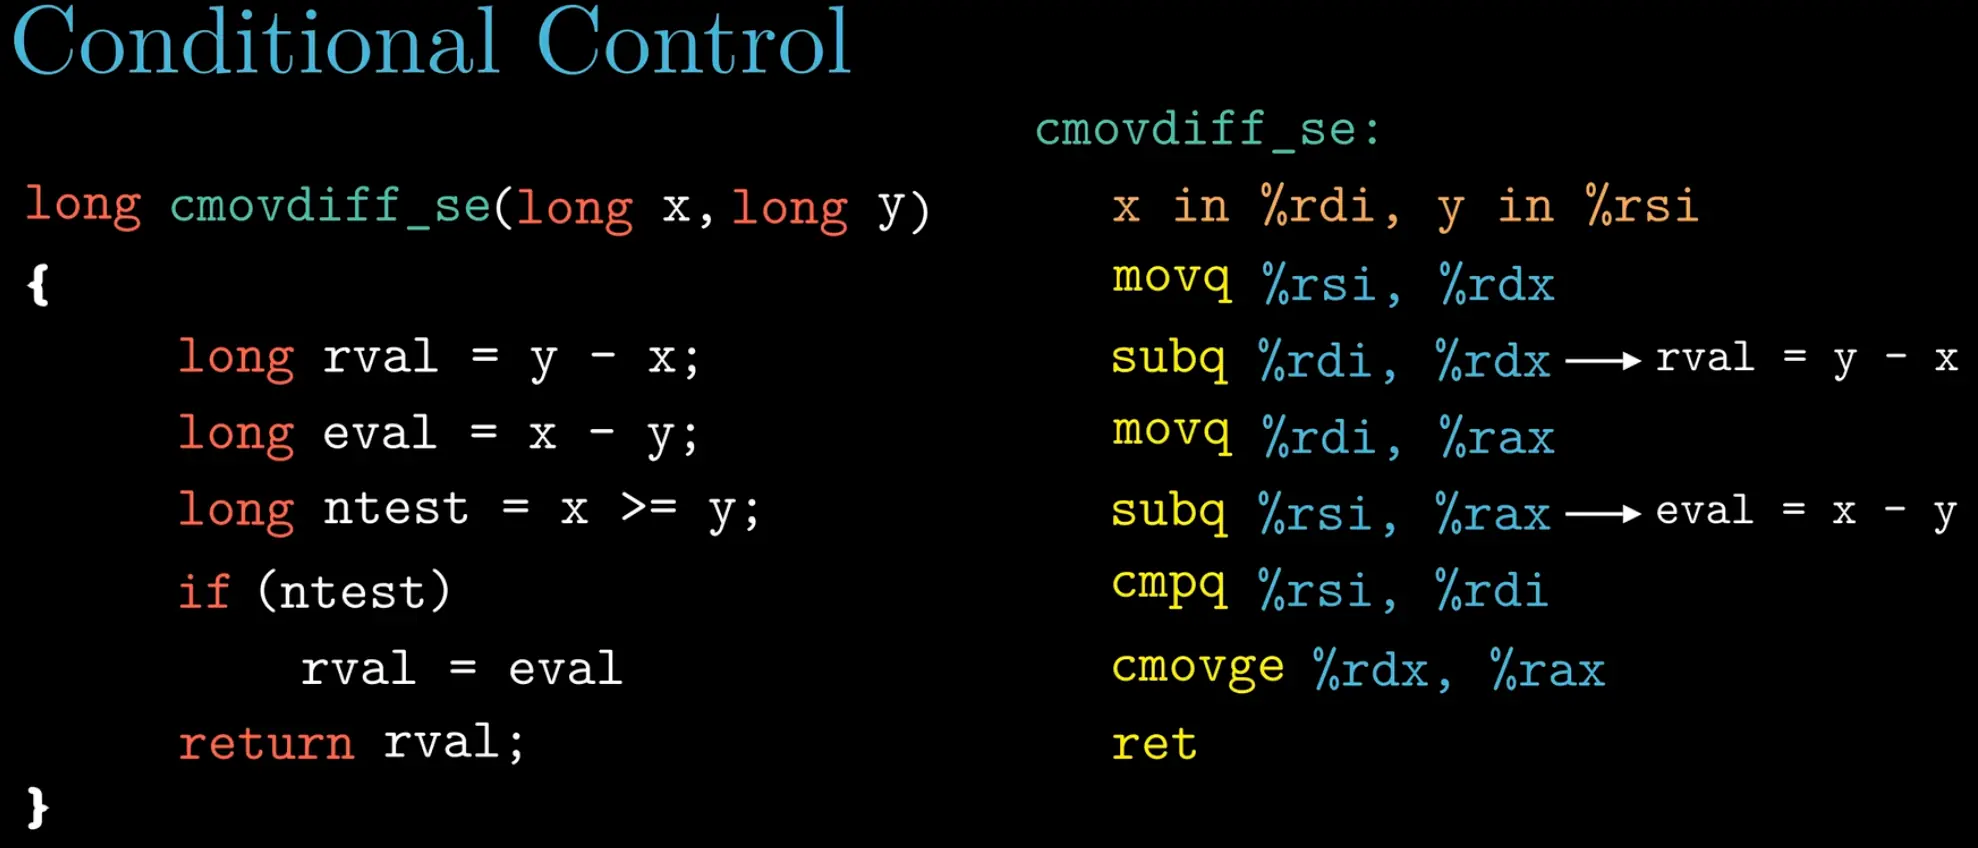 Conditional Control
long cmovdiff_se(long x, long y)
{
long rval = y - x;
long eval = x - y;
long ntest = x >= y;
if (ntest)
rval = eval
return rval;
}
cmovdiff_se:
x in %rdi, y in %rsi
movq %rsi, %rdx
subq %rdi, %rdx → rval = y - x
movq %rdi, %rax
subq %rsi, %rax → eval = x - y
cmpq %rsi, %rdi
cmovge %rdx, %rax
ret